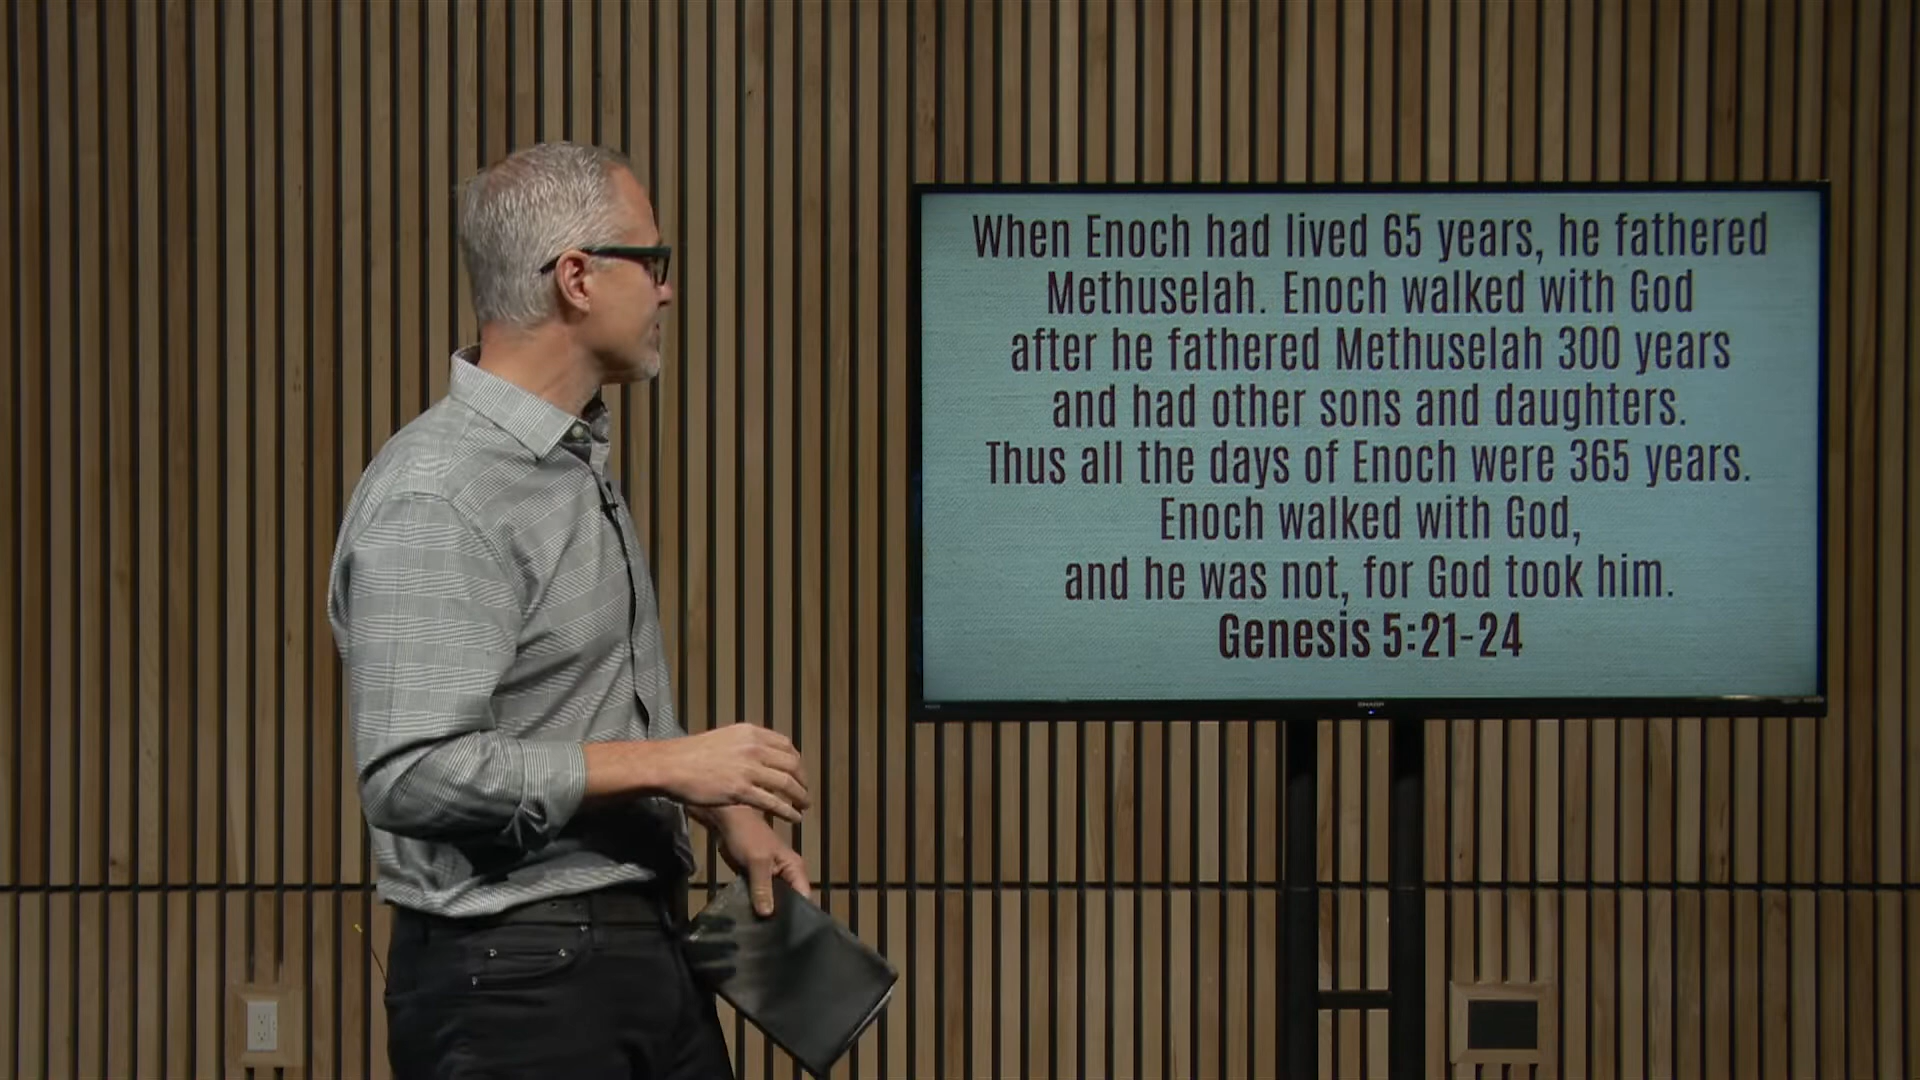 When Enoch had lived 65 years, he fathered
Methuselah. Enoch walked with God
after he fathered Methuselah 300 years
and had other sons and daughters.
Thus all the days of Enoch were 365 years.
Enoch walked with God,
and he was not, for God took him.
Genesis 5:21-24
SHARP